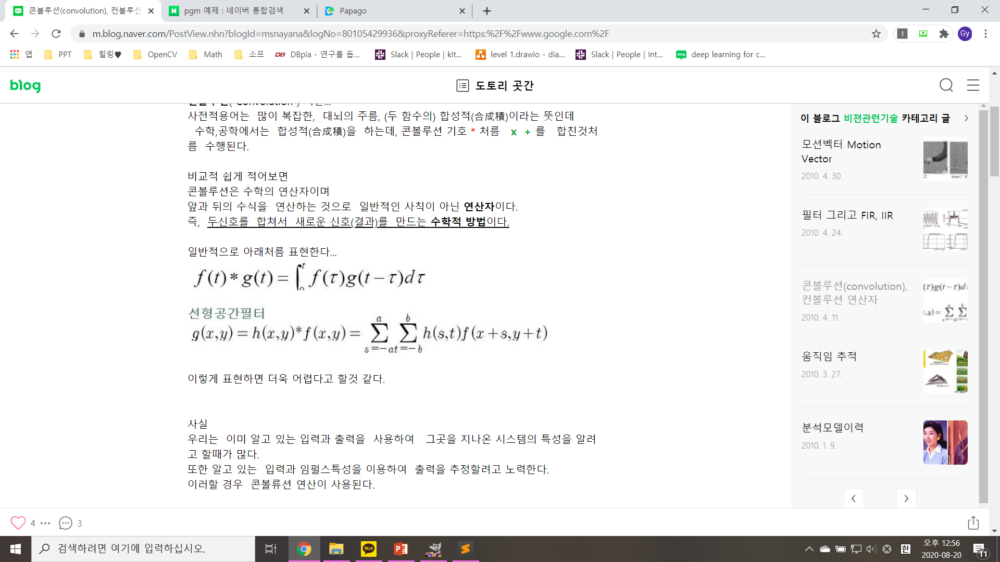 콘볼루션(convolution), 컨볼루션
pgm 예제 : 네이버 통합검색
Papago
m.blog.naver.com/PostView.nhn?blogId=msnayana&logNo=80105429936&proxyReferer=https:%2F%2Fwww.google.com%2F
Gy
앱
PPT
힐링♥
OpenCV
Math
소프
DBpia - 연구를 돕...
Slack | People | kit...
level 1.drawio - dia...
Slack | People | Int...
deep learning for c...
blog
도토리 곳간
사전적용어는 많이 복잡한, 대뇌의 주름, (두 함수의) 합성적(合成積)이라는 뜻인데
수학,공학에서는 합성적(合成積)을 하는데, 콘볼루션 기호 * 처름 x + 를 합친것처
름 수행된다.
비교적 쉽게 적어보면
콘볼루션은 수학의 연산자이며
앞과 뒤의 수식을 연산하는 것으로 일반적인 사칙이 아닌 연산자이다.
즉, 두신호를 합쳐서 새로운 신호(결과)를 만드는 수학적 방법이다.
일반적으로 아래처름 표현한다...
f(t)*g(t)=∫₀ᵗ f(τ)g(t−τ)dτ
선형공간필터
g(x,y)=h(x,y)*f(x,y)= ∑_{s=-a}^{a} ∑_{t=-b}^{b} h(s,t)f(x+s,y+t)
이렇게 표현하면 더욱 어렵다고 할것 같다.
사실
우리는 이미 알고 있는 입력과 출력을 사용하여 그곳을 지나온 시스템의 특성을 알려
고 할때가 많다.
또한 알고 있는 입력과 임펄스특성을 이용하여 출력을 추정할려고 노력한다.
이러할 경우 콘볼류션 연산이 사용된다.
이 블로그 비젼관련기술 카테고리 글
모션벡터 Motion
Vector
2010. 4. 30.
필터 그리고 FIR, IIR
2010. 4. 24.
콘볼루션(convolution),
컨볼루션 연산자
2010. 4. 11.
움직임 추적
2010. 3. 27.
분석모델이력
2010. 1. 9.
4
3
검색하려면 여기에 입력하십시오.
TALK
한
오후 12:56
2020-08-20
11